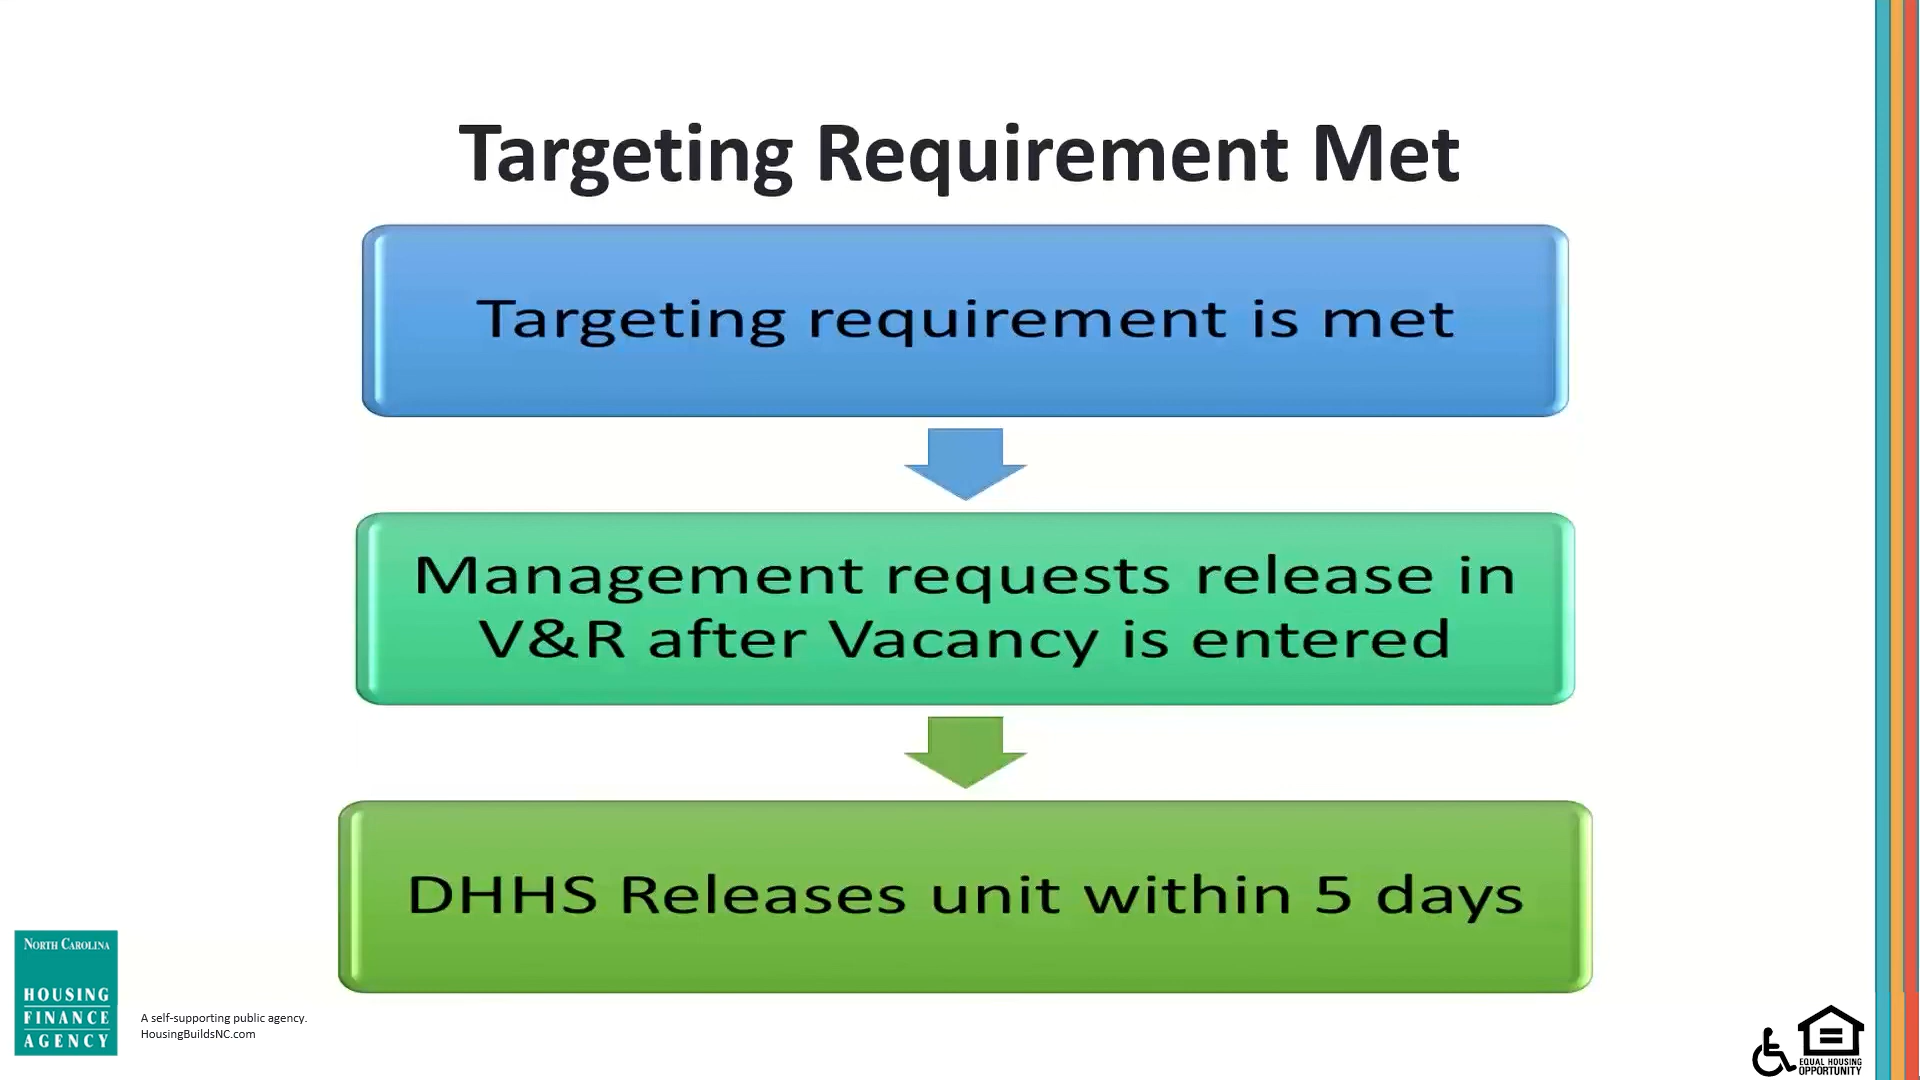 Targeting Requirement Met
Targeting requirement is met
Management requests release in
V&R after Vacancy is entered
DHHS Releases unit within 5 days
NORTH CAROLINA
HOUSING
FINANCE
AGENCY
A self-supporting public agency.
HousingBuildsNC.com
EQUAL HOUSING
OPPORTUNITY